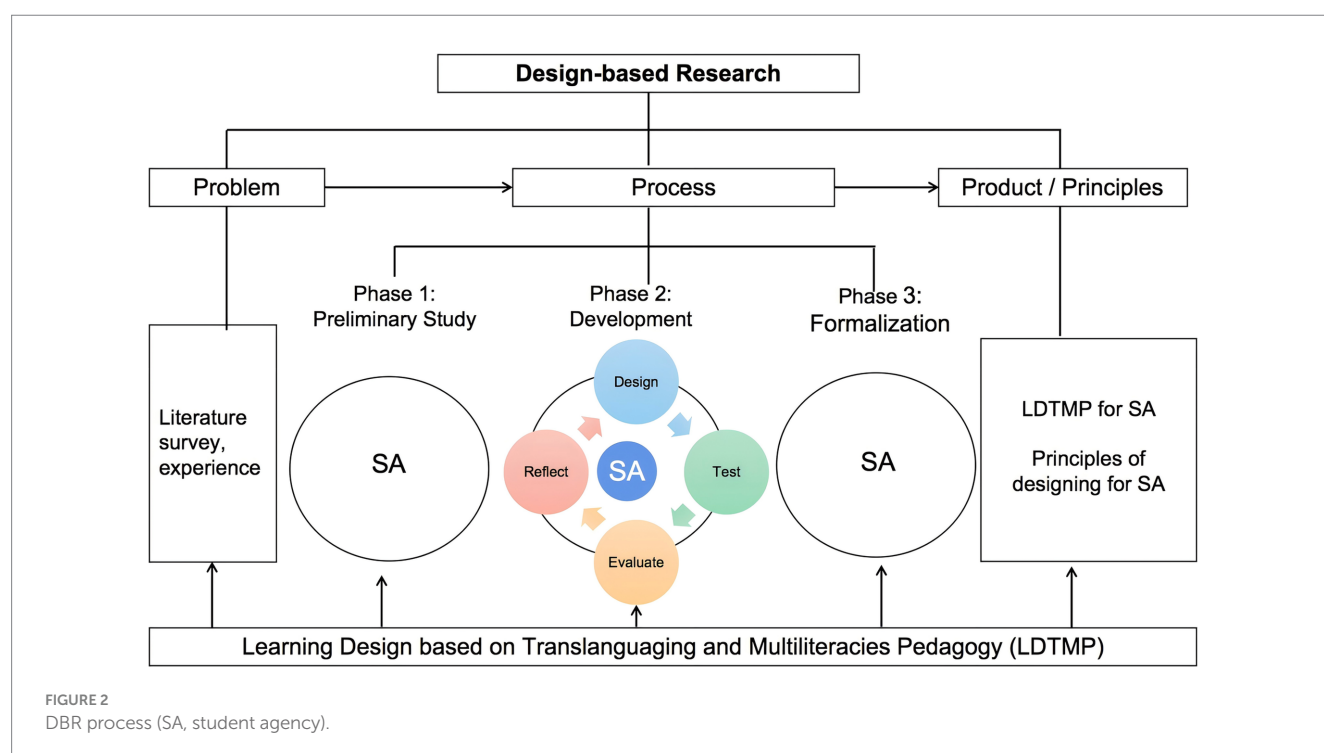 Design-based Research
Problem
Process
Product / Principles
Phase 1:
Preliminary Study
Phase 2:
Development
Phase 3:
Formalization
Literature
survey,
experience
SA
Design
Reflect
SA
Test
Evaluate
SA
LDTMP for SA
Principles of
designing for SA
Learning Design based on Translanguaging and Multiliteracies Pedagogy (LDTMP)
FIGURE 2
DBR process (SA, student agency).